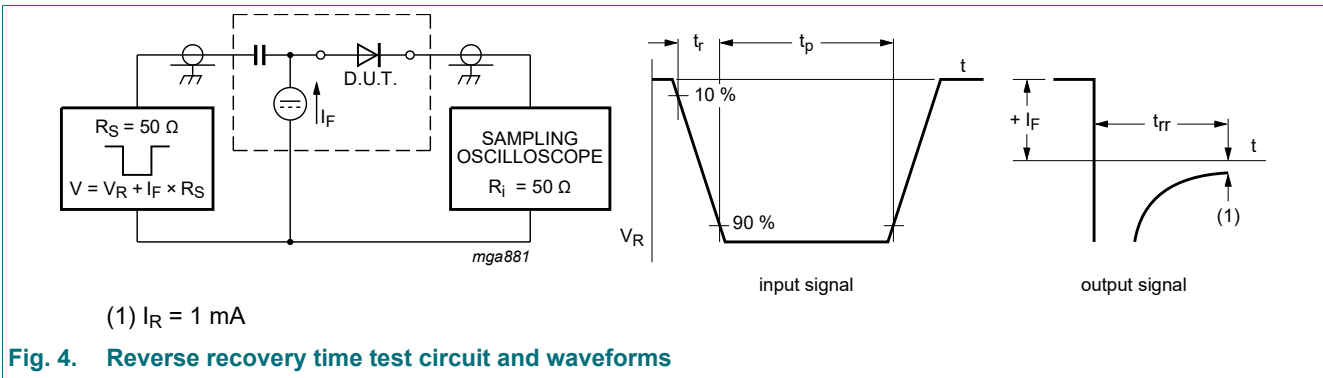 R_S = 50 Ω
V = V_R + I_F × R_S
I_F
D.U.T.
SAMPLING
OSCILLOSCOPE
R_i = 50 Ω
mga881
t_r
t_p
t
10 %
90 %
V_R
input signal
+ I_F
t_rr
t
(1)
output signal
(1) I_R = 1 mA
Fig. 4. Reverse recovery time test circuit and waveforms